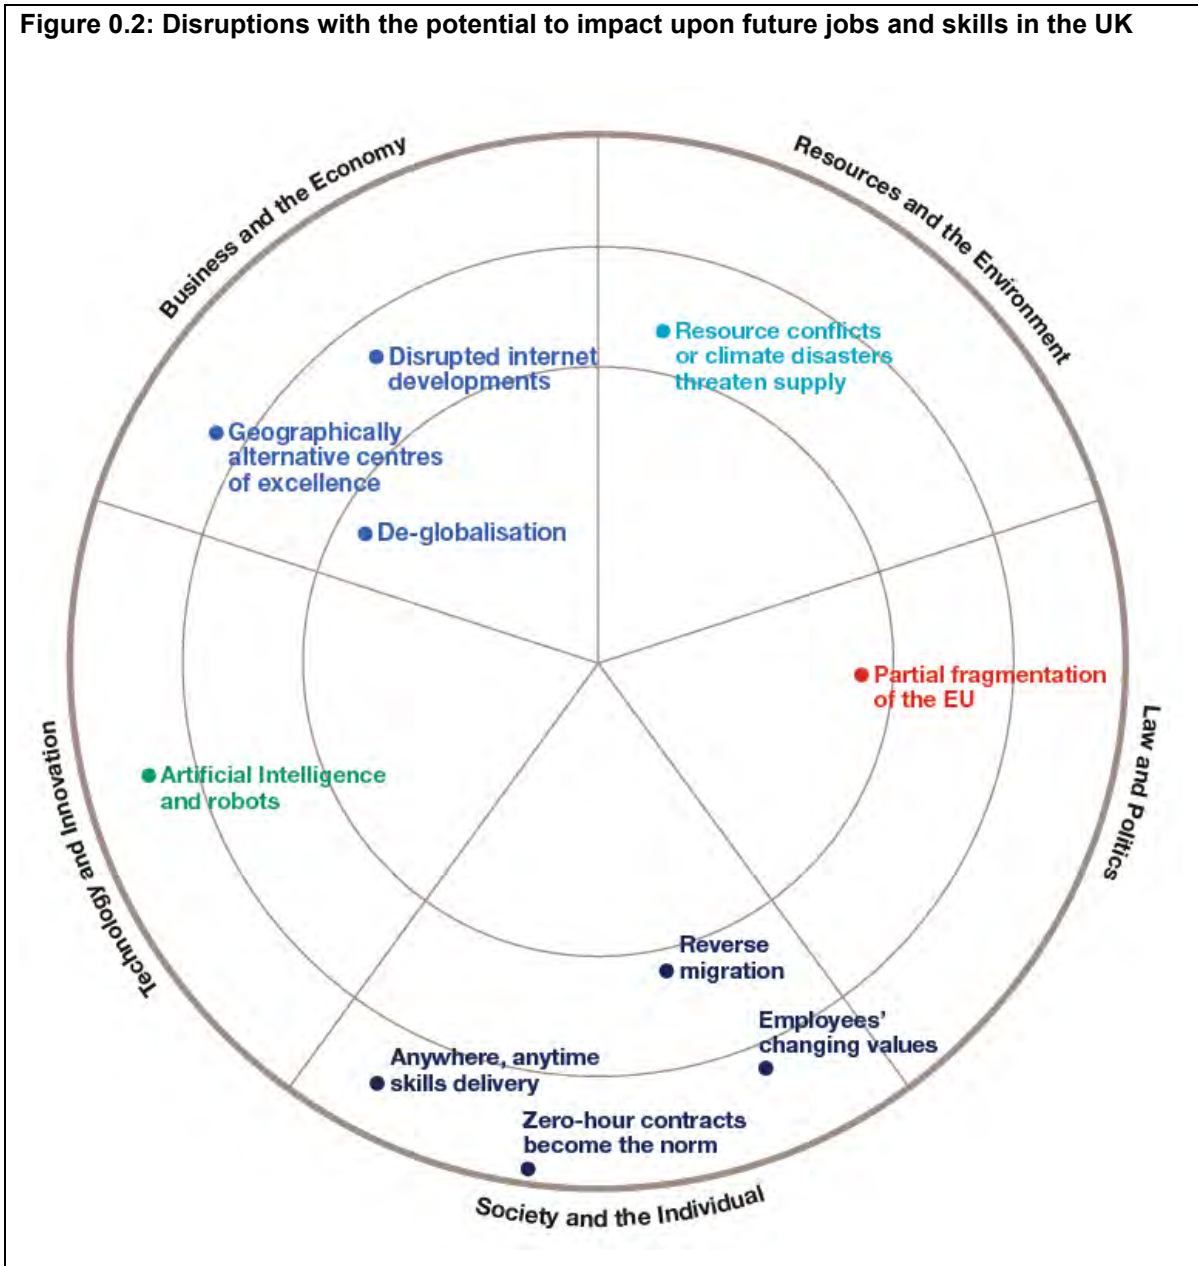 Figure 0.2: Disruptions with the potential to impact upon future jobs and skills in the UK
Business and the Economy
Resources and the Environment
Disrupted internet
developments
Resource conflicts
or climate disasters
threaten supply
Geographically
alternative centres
of excellence
De-globalisation
Partial fragmentation
of the EU
Law and Politics
Technology and Innovation
Artificial Intelligence
and robots
Reverse
migration
Employees’
changing values
Anywhere, anytime
skills delivery
Zero-hour contracts
become the norm
Society and the Individual